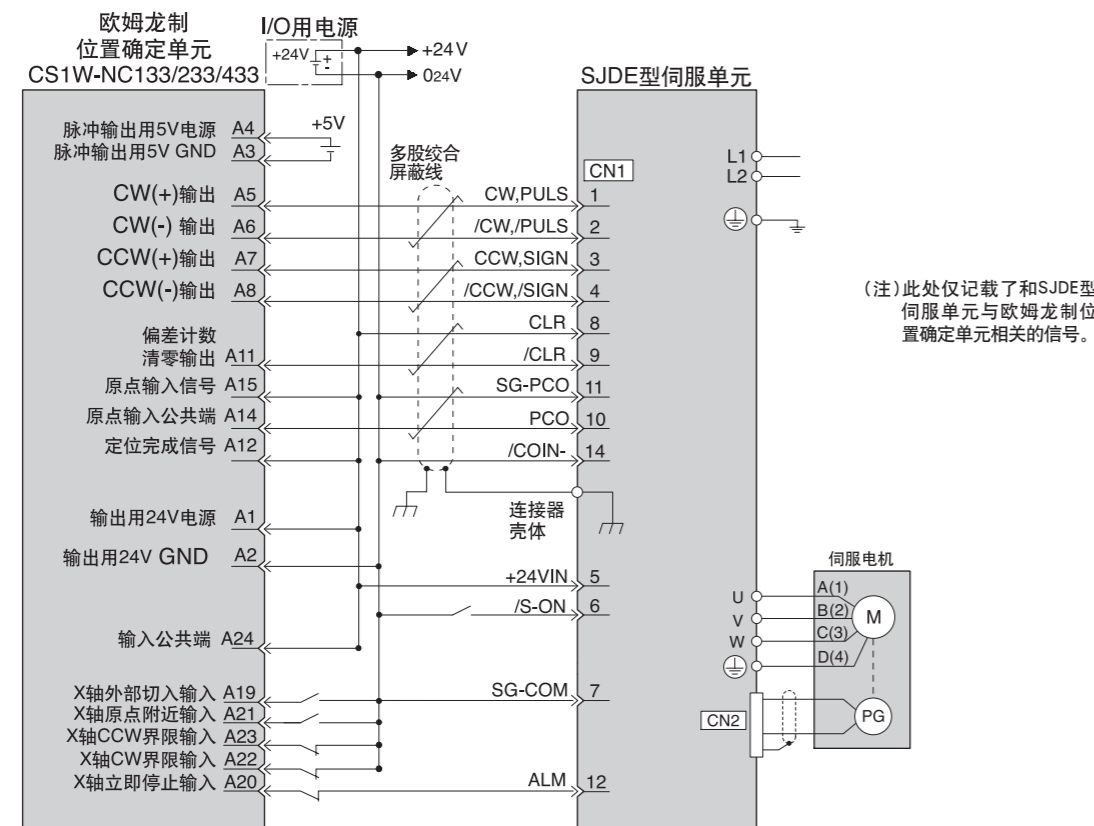 欧姆龙制
位置确定单元
CS1W-NC133/233/433
I/O用电源
+24V
+
-
+24V
024V
SJDE型伺服单元
脉冲输出用5V电源 A4
脉冲输出用5V GND A3
+5V
多股绞合
屏蔽线
CN1
L1
L2
CW(+)输出 A5
CW,PULS 1
CW(-) 输出 A6
/CW,/PULS 2
CCW(+)输出 A7
CCW,SIGN 3
CCW(-)输出 A8
/CCW,/SIGN 4
(注)此处仅记载了和SJDE型
伺服单元与欧姆龙制位
置确定单元相关的信号。
偏差计数
清零输出 A11
CLR 8
/CLR 9
原点输入信号 A15
SG-PCO 11
原点输入公共端 A14
PCO 10
定位完成信号 A12
/COIN- 14
连接器
壳体
输出用24V电源 A1
输出用24V GND A2
+24VIN 5
/S-ON 6
输入公共端 A24
伺服电机
U
A(1)
V
B(2)
W
C(3)
D(4)
M
X轴外部切入输入 A19
SG-COM 7
X轴原点附近输入 A21
X轴CCW界限输入 A23
X轴CW界限输入 A22
X轴立即停止输入 A20
ALM 12
CN2
PG